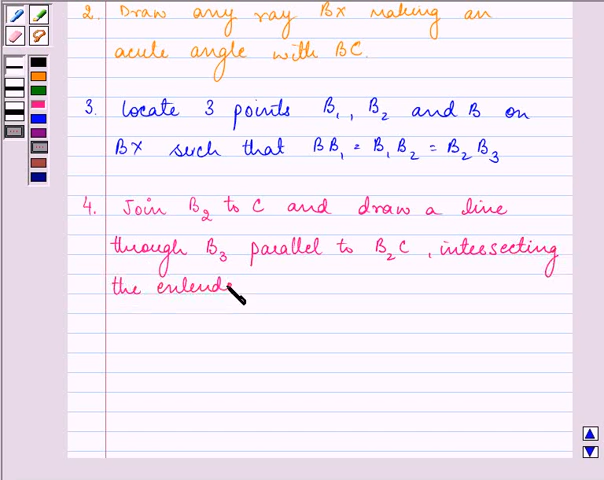 2. Draw any ray BX making an
acute angle with BC.
3. Locate 3 points B₁, B₂ and B on
BX such that BB₁ = B₁B₂ = B₂B₃
4. Join B₂ to C and draw a line
through B₃ parallel to B₂C, intersecting
the extende